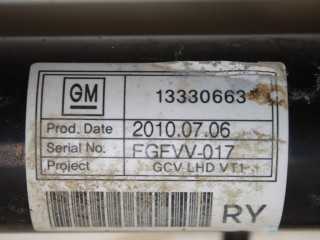 GM 13330663
Prod. Date 2010.07.06
Serial No. FGFVV-017
Project GCV LHD VT1
RY